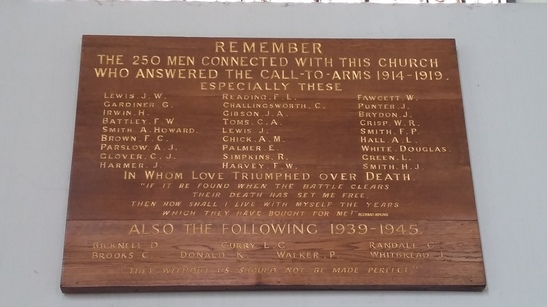 REMEMBER
THE 250 MEN CONNECTED WITH THIS CHURCH
WHO ANSWERED THE CALL-TO-ARMS 1914-1919.
ESPECIALLY THESE
LEWIS. J. W. READING. F. L. FAWCETT. W.
GARDINER. G. CHALLINGSWORTH. C. PUNTER. J.
IRWIN. H. GIBSON. J. A. BRYDON. J.
BATTLEY. F. W. TOMS. C. A. CRISP. W. R.
SMITH. A. HOWARD. LEWIS. J. SMITH. F. P.
BROWN. F. C. CHICK. A. M. HALL. A. L.
PARSLOW. A. J. PALMER. E. WHITE. DOUGLAS.
GLOVER. C. J. SIMPKINS. R. GREEN. L.
HARMER. J. HARVEY. F. W. SMITH. H. J.
IN WHOM LOVE TRIUMPHED OVER DEATH.
"IF IT BE FOUND WHEN THE BATTLE CLEARS
THEIR DEATH HAS SET ME FREE,
THEN HOW SHALL I LIVE WITH MYSELF THE YEARS
WHICH THEY HAVE BOUGHT FOR ME?"
ALSO THE FOLLOWING 1939-1945.
BICKNELL. D. CURRY. L. C. RANDALL.
BROOKS. C. DONALD. K. WALKER. P. WHITBREAD. J.
"THEY WITHOUT US SHOULD NOT BE MADE PERFECT"